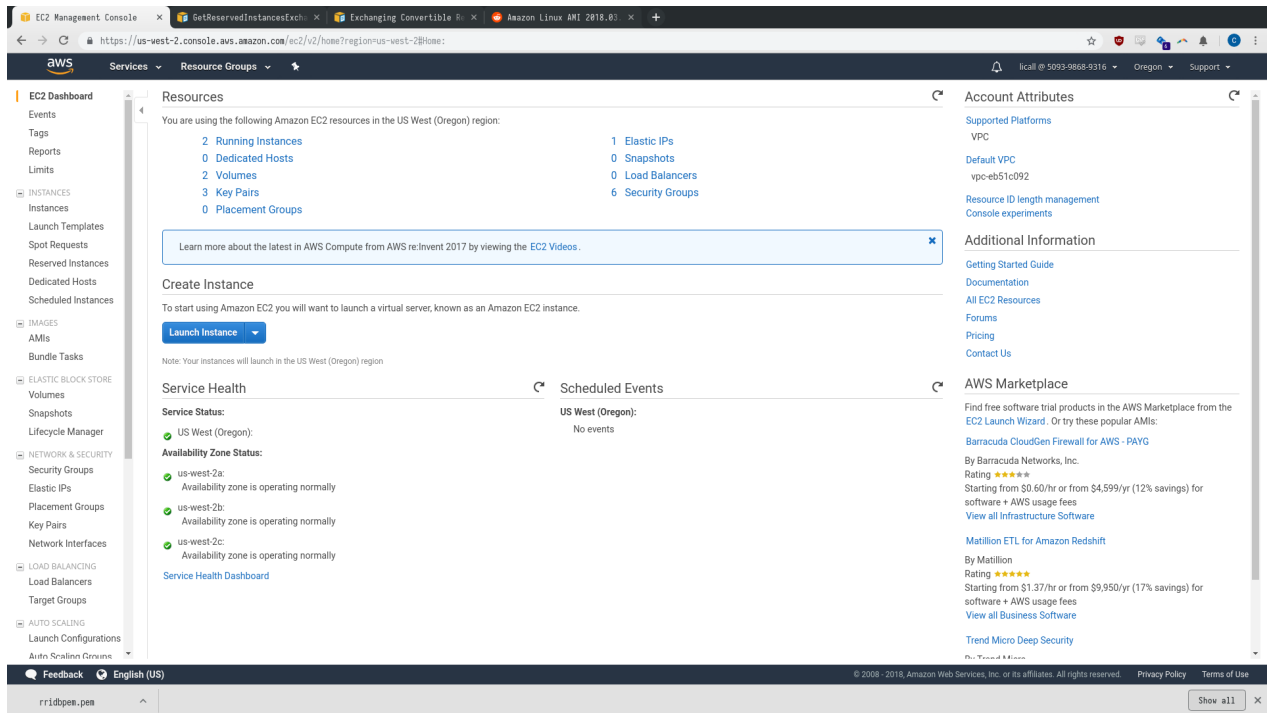 EC2 Management Console
GetReservedInstancesExcha
Exchanging Convertible Re
Amazon Linux AMI 2018.03.
https://us-west-2.console.aws.amazon.com/ec2/v2/home?region=us-west-2#Home:
aws
Services
Resource Groups
licall @ 5093-9868-9316
Oregon
Support
EC2 Dashboard
Events
Tags
Reports
Limits
INSTANCES
Instances
Launch Templates
Spot Requests
Reserved Instances
Dedicated Hosts
Scheduled Instances
IMAGES
AMIs
Bundle Tasks
ELASTIC BLOCK STORE
Volumes
Snapshots
Lifecycle Manager
NETWORK & SECURITY
Security Groups
Elastic IPs
Placement Groups
Key Pairs
Network Interfaces
LOAD BALANCING
Load Balancers
Target Groups
AUTO SCALING
Launch Configurations
Auto Scaling Groups
Resources
You are using the following Amazon EC2 resources in the US West (Oregon) region:
2 Running Instances
0 Dedicated Hosts
2 Volumes
3 Key Pairs
0 Placement Groups
1 Elastic IPs
0 Snapshots
0 Load Balancers
6 Security Groups
Learn more about the latest in AWS Compute from AWS re:Invent 2017 by viewing the EC2 Videos.
Create Instance
To start using Amazon EC2 you will want to launch a virtual server, known as an Amazon EC2 instance.
Launch Instance
Note: Your instances will launch in the US West (Oregon) region
Service Health
Service Status:
US West (Oregon):
Availability Zone Status:
us-west-2a:
Availability zone is operating normally
us-west-2b:
Availability zone is operating normally
us-west-2c:
Availability zone is operating normally
Service Health Dashboard
Scheduled Events
US West (Oregon):
No events
Account Attributes
Supported Platforms
VPC
Default VPC
vpc-eb51c092
Resource ID length management
Console experiments
Additional Information
Getting Started Guide
Documentation
All EC2 Resources
Forums
Pricing
Contact Us
AWS Marketplace
Find free software trial products in the AWS Marketplace from the
EC2 Launch Wizard. Or try these popular AMIs:
Barracuda CloudGen Firewall for AWS - PAYG
By Barracuda Networks, Inc.
Rating
Starting from $0.60/hr or from $4,599/yr (12% savings) for
software + AWS usage fees
View all Infrastructure Software
Matillion ETL for Amazon Redshift
By Matillion
Rating
Starting from $1.37/hr or from $9,950/yr (17% savings) for
software + AWS usage fees
View all Business Software
Trend Micro Deep Security
By Trend Micro
Feedback
English (US)
© 2008 - 2018, Amazon Web Services, Inc. or its affiliates. All rights reserved.
Privacy Policy
Terms of Use
rridbpem.pem
Show all